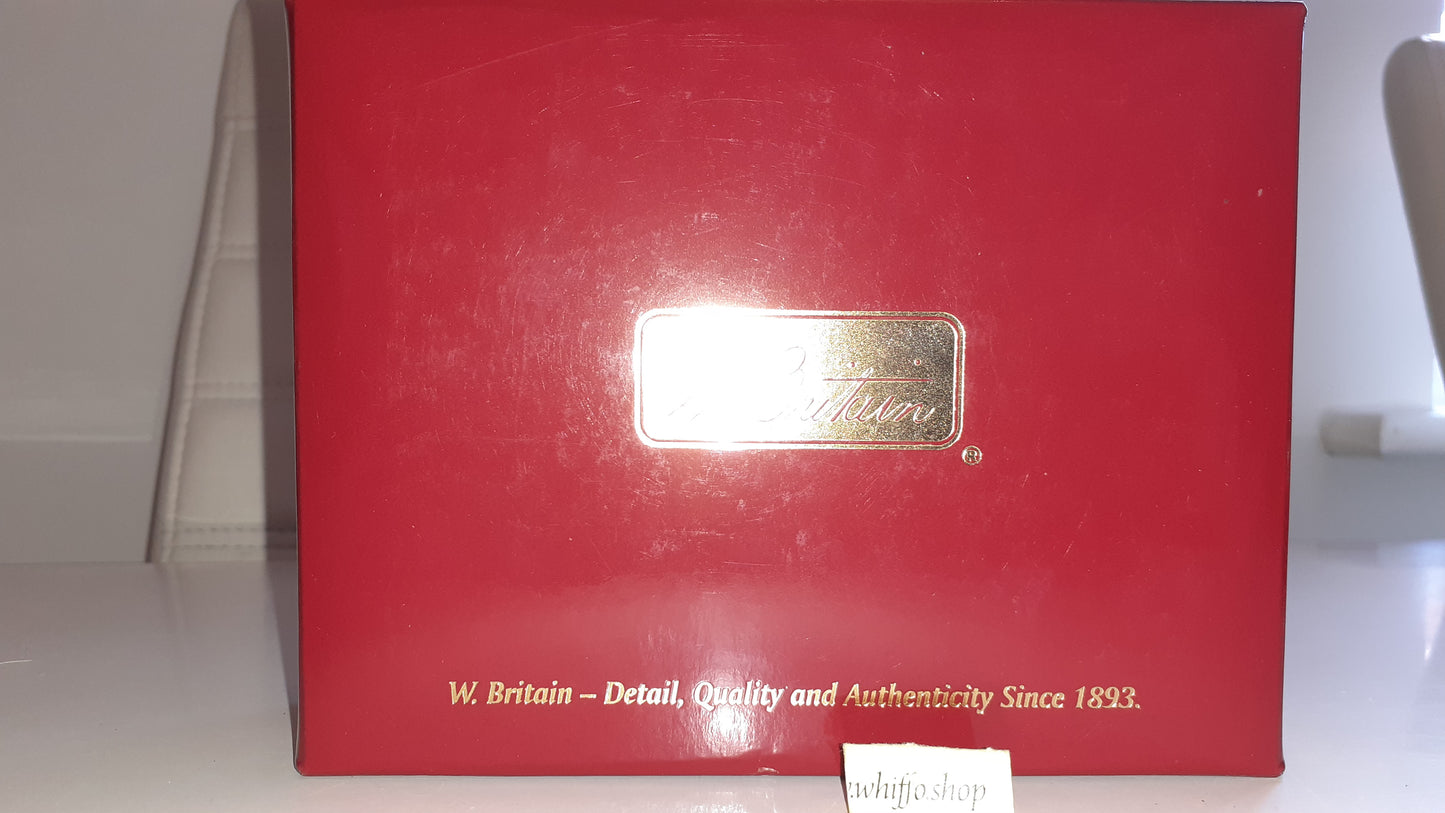 W. Britain
®
W. Britain – Detail, Quality and Authenticity Since 1893.
.whiffo.shop